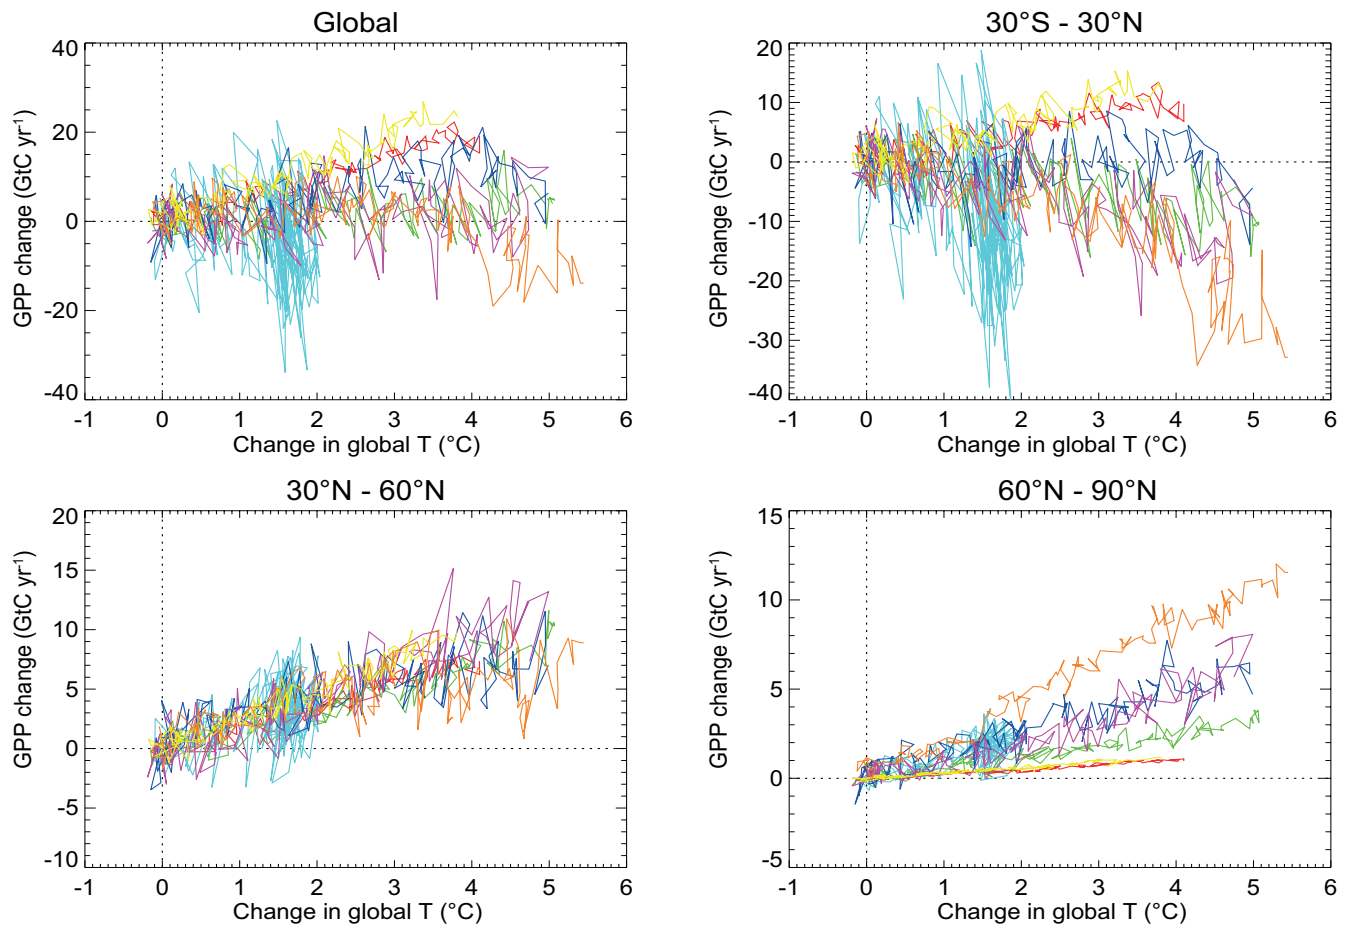 Global
40
20
0
-20
-40
GPP change (GtC yr-1)
-1 0 1 2 3 4 5 6
Change in global T (°C)
30°S - 30°N
20
10
0
-10
-20
-30
-40
GPP change (GtC yr-1)
-1 0 1 2 3 4 5 6
Change in global T (°C)
30°N - 60°N
20
15
10
5
0
-5
-10
GPP change (GtC yr-1)
-1 0 1 2 3 4 5 6
Change in global T (°C)
60°N - 90°N
15
10
5
0
-5
GPP change (GtC yr-1)
-1 0 1 2 3 4 5 6
Change in global T (°C)